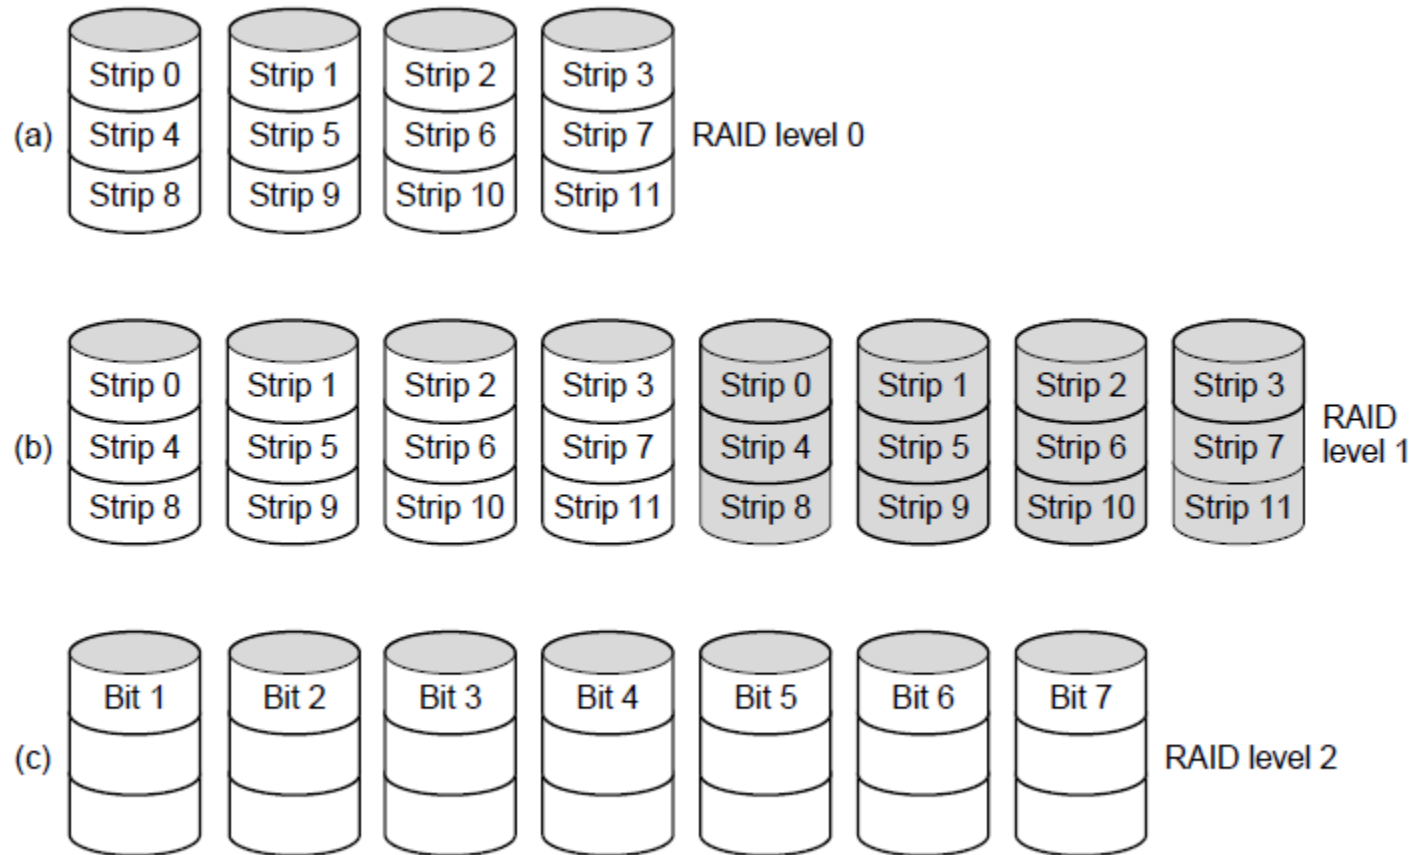 Strip 0 Strip 1 Strip 2 Strip 3
(a) Strip 4 Strip 5 Strip 6 Strip 7 RAID level 0
Strip 8 Strip 9 Strip 10 Strip 11
Strip 0 Strip 1 Strip 2 Strip 3 Strip 0 Strip 1 Strip 2 Strip 3
(b) Strip 4 Strip 5 Strip 6 Strip 7 Strip 4 Strip 5 Strip 6 Strip 7 RAID level 1
Strip 8 Strip 9 Strip 10 Strip 11 Strip 8 Strip 9 Strip 10 Strip 11
Bit 1 Bit 2 Bit 3 Bit 4 Bit 5 Bit 6 Bit 7
(c) RAID level 2